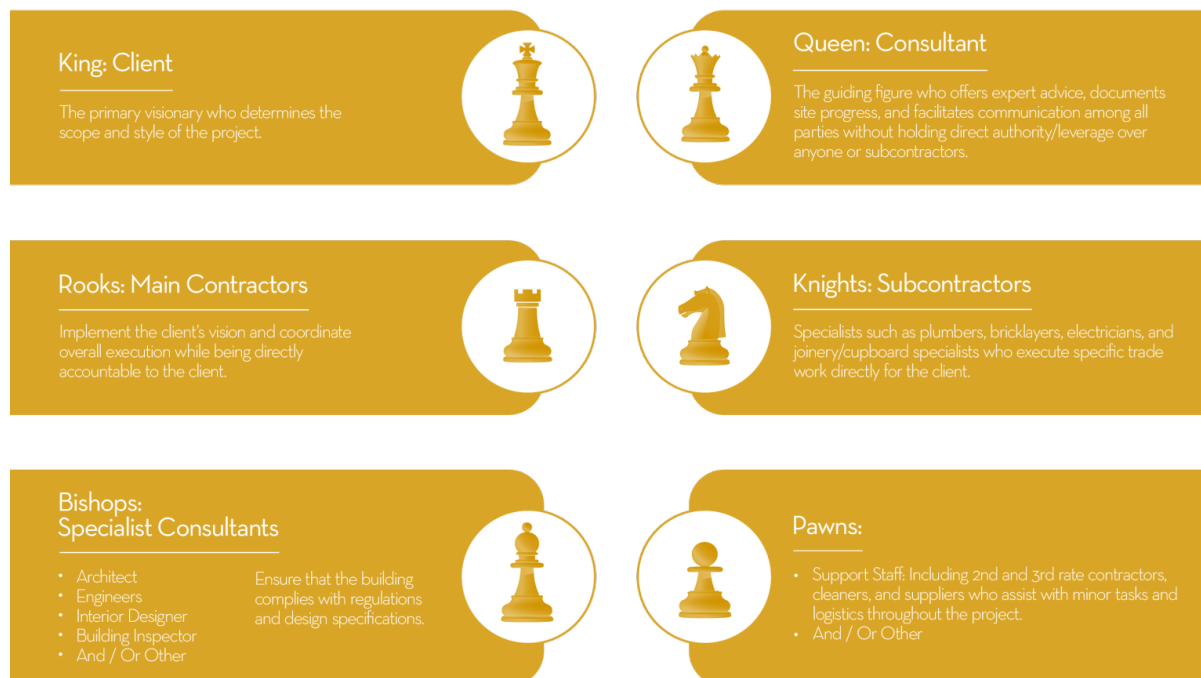 King: Client
The primary visionary who determines the
scope and style of the project.
Queen: Consultant
The guiding figure who offers expert advice, documents
site progress, and facilitates communication among all
parties without holding direct authority/leverage over
anyone or subcontractors.
Rooks: Main Contractors
Implement the client's vision and coordinate
overall execution while being directly
accountable to the client.
Knights: Subcontractors
Specialists such as plumbers, bricklayers, electricians, and
joinery/cupboard specialists who execute specific trade
work directly for the client.
Bishops:
Specialist Consultants
• Architect
• Engineers
• Interior Designer
• Building Inspector
• And / Or Other
Ensure that the building
complies with regulations
and design specifications.
Pawns:
• Support Staff: Including 2nd and 3rd rate contractors,
cleaners, and suppliers who assist with minor tasks and
logistics throughout the project.
• And / Or Other